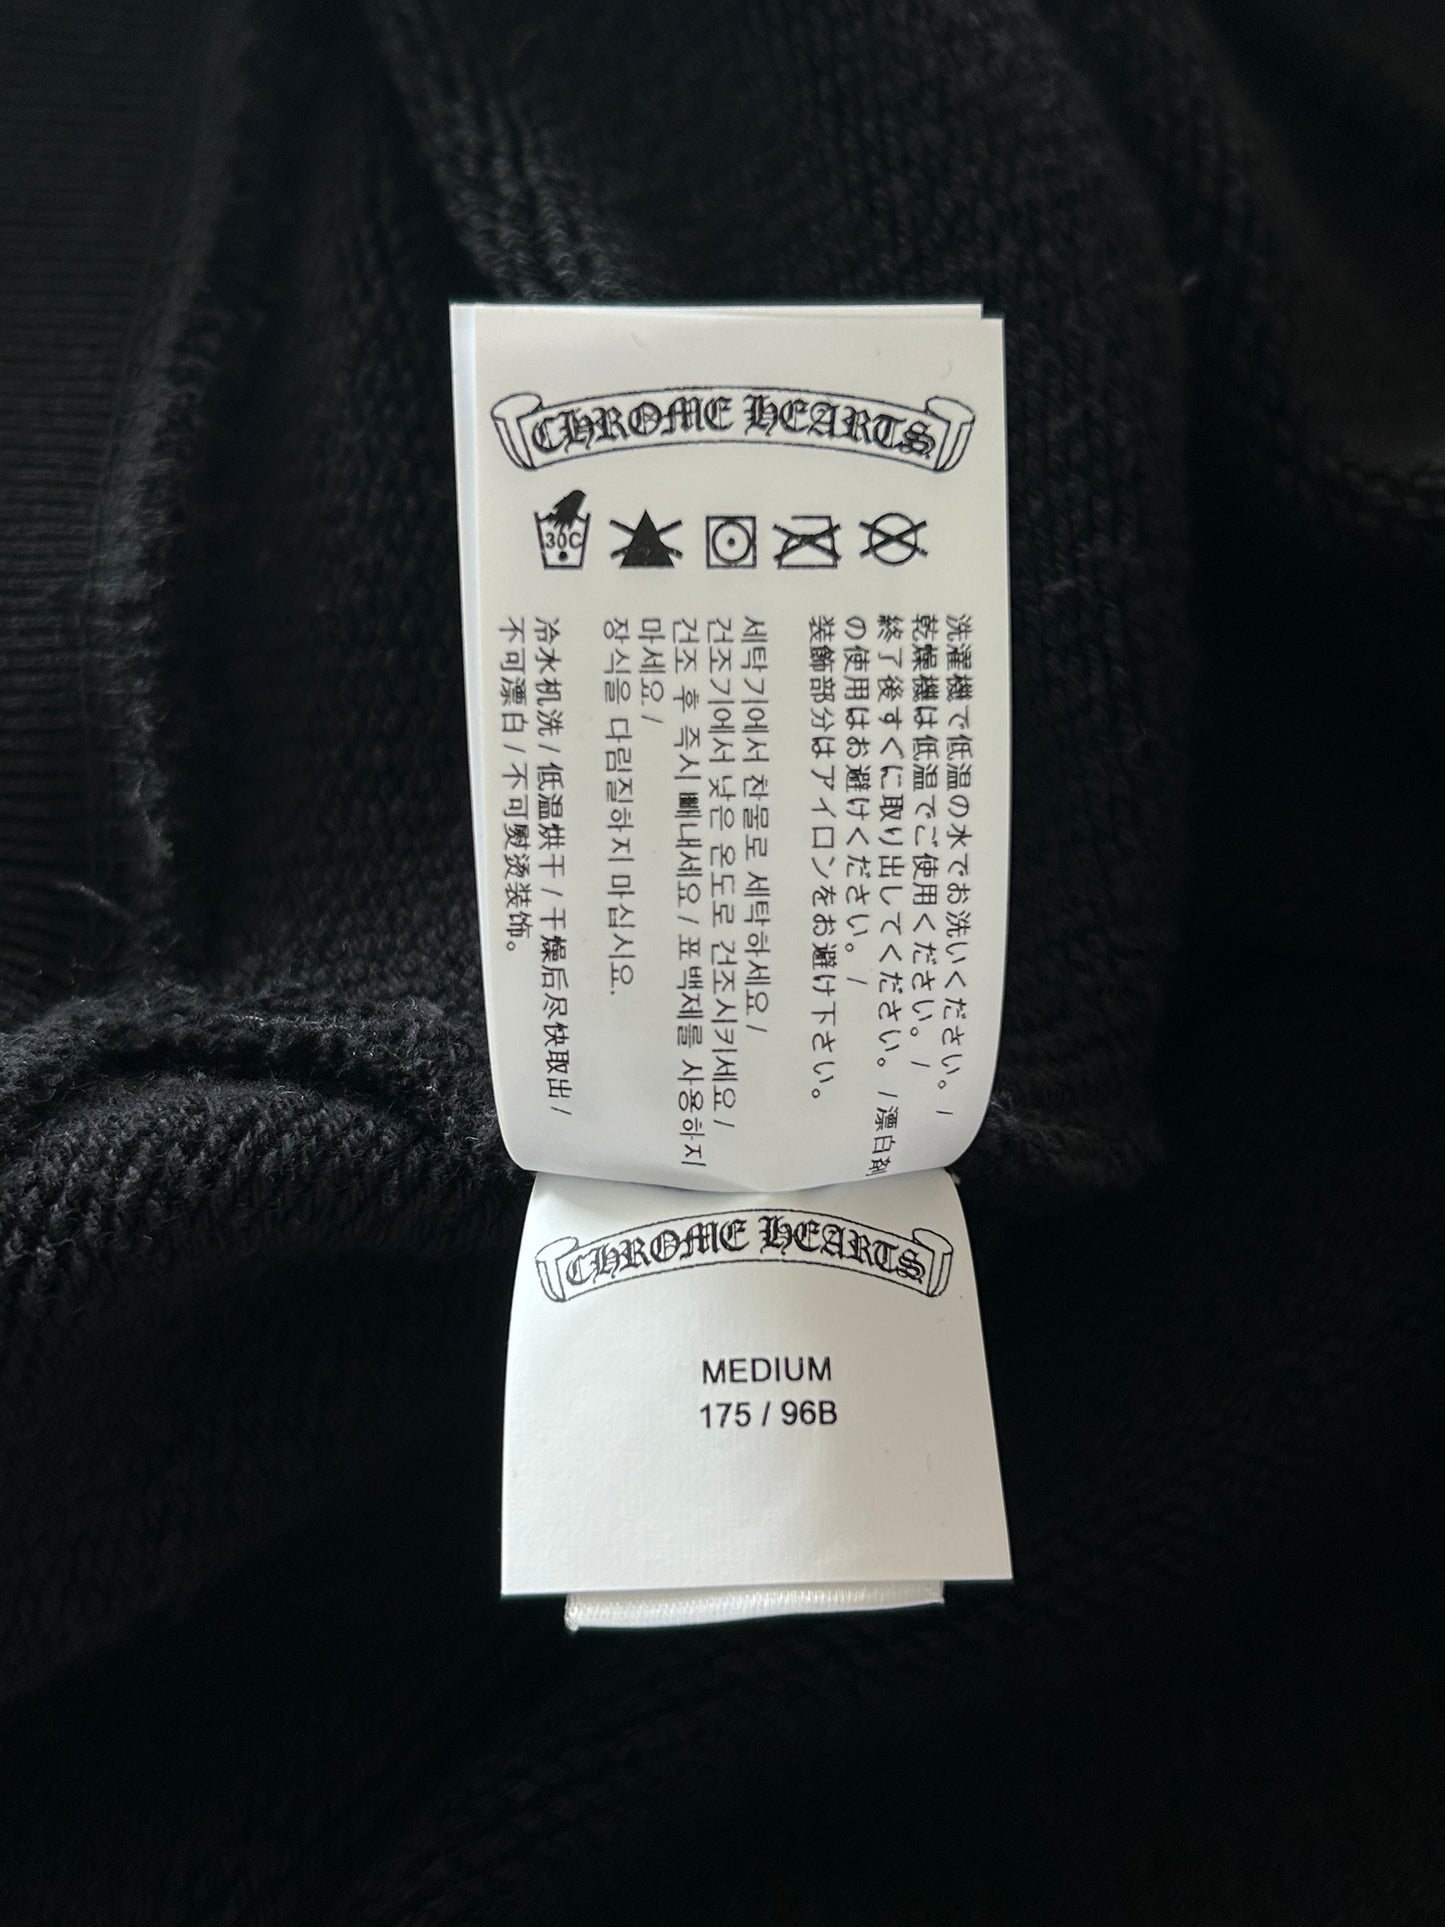 CHROME HEARTS
30C
洗濯機で低温の水でお洗いください。/
乾燥機は低温でご使用ください。/
終了後すぐに取り出してください。/漂白剤
の使用はお避けください。/
装飾部分はアイロンをお避け下さい。
세탁기에서 찬물로 세탁하세요/
건조기에서 낮은 온도로 건조시키세요/
건조 후 즉시 빼내세요/표백제를 사용하지
마세요/
장식을 다림질하지 마십시오.
冷水机洗/低温烘干/干燥后尽快取出/
不可漂白/不可熨烫装饰。
CHROME HEARTS
MEDIUM
175 / 96B